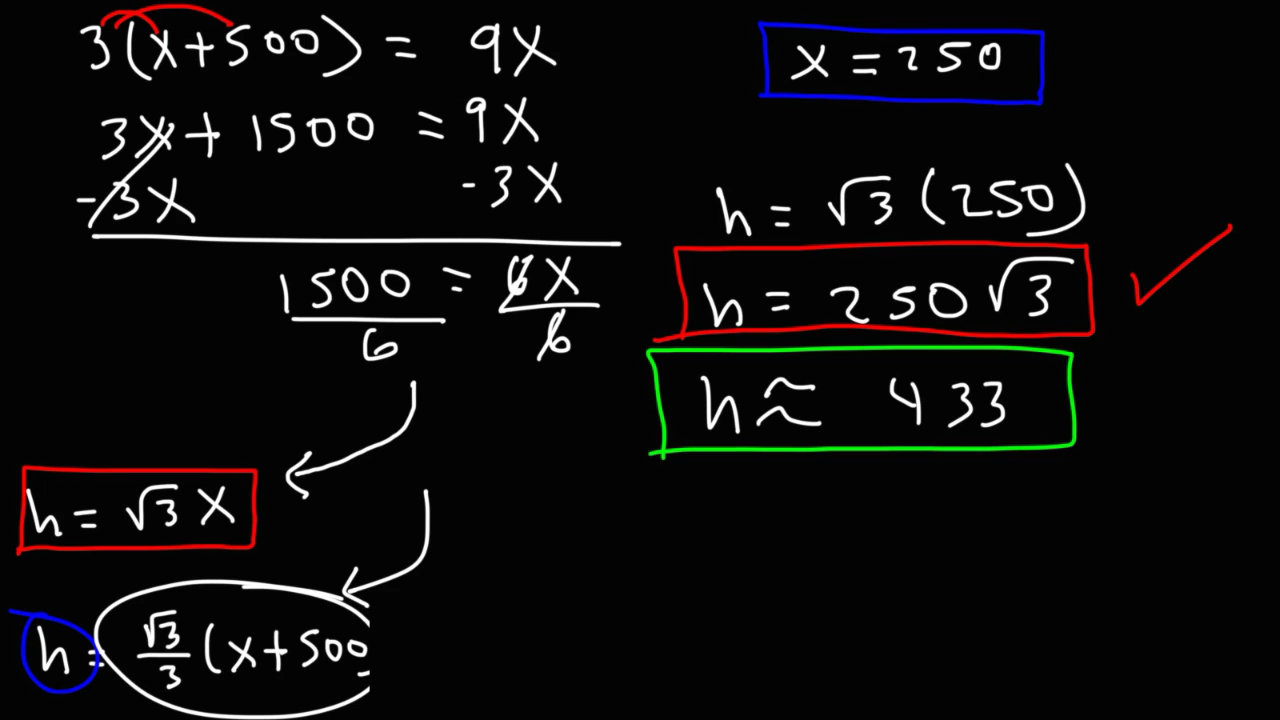 3(x+500) = 9x
3x + 1500 = 9x
-3x -3x
1500 = 6x
6 6
h = √3 x
h = √3/3 (x+500
x = 250
h = √3 (250)
h = 250√3
h ≈ 433